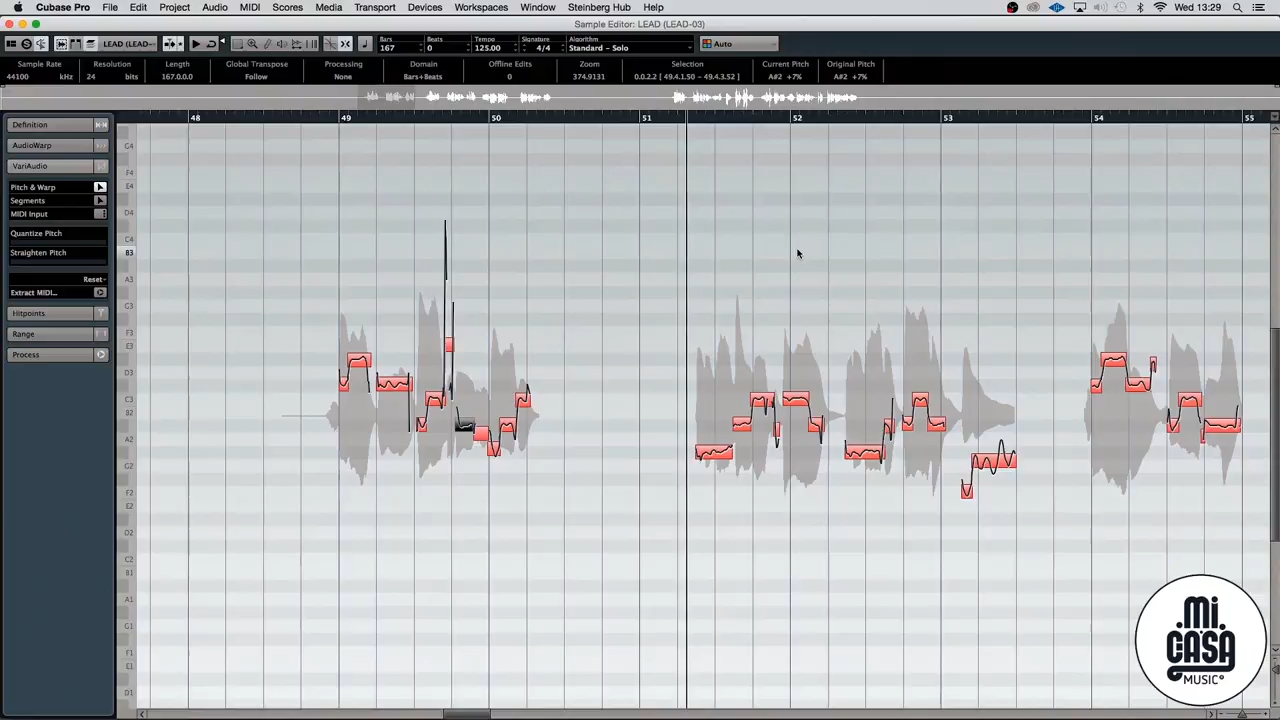 Cubase Pro File Edit Project Audio MIDI Scores Media Transport Devices Workspaces Window Steinberg Hub Help Wed 13:29
Sample Editor: LEAD (LEAD-03)
LEAD (LEAD- Bars 167 Beats 0 Tempo 125.00 Signature 4/4 Algorithm Standard - Solo Auto
Sample Rate Resolution Length Global Transpose Processing Domain Offline Edits Zoom Selection Current Pitch Original Pitch
44100 kHz 24 bits 167.0.0.0 Follow None Bars+Beats 0 374.9131 0.0.2.2 [ 49.4.1.50 - 49.4.3.52 ] A#2 +7% A#2 +7%
48 49 50 51 52 53 54 55
Definition
AudioWarp
VariAudio
Pitch & Warp
Segments
MIDI Input
Quantize Pitch
Straighten Pitch
Reset
Extract MIDI...
Hitpoints
Range
Process
G4
F4
E4
D4
C4
B3
A3
G3
F3
E3
D3
C3
B2
A2
G2
F2
E2
D2
C2
B1
A1
G1
F1
E1
D1
mi.
CASA
MUSIC